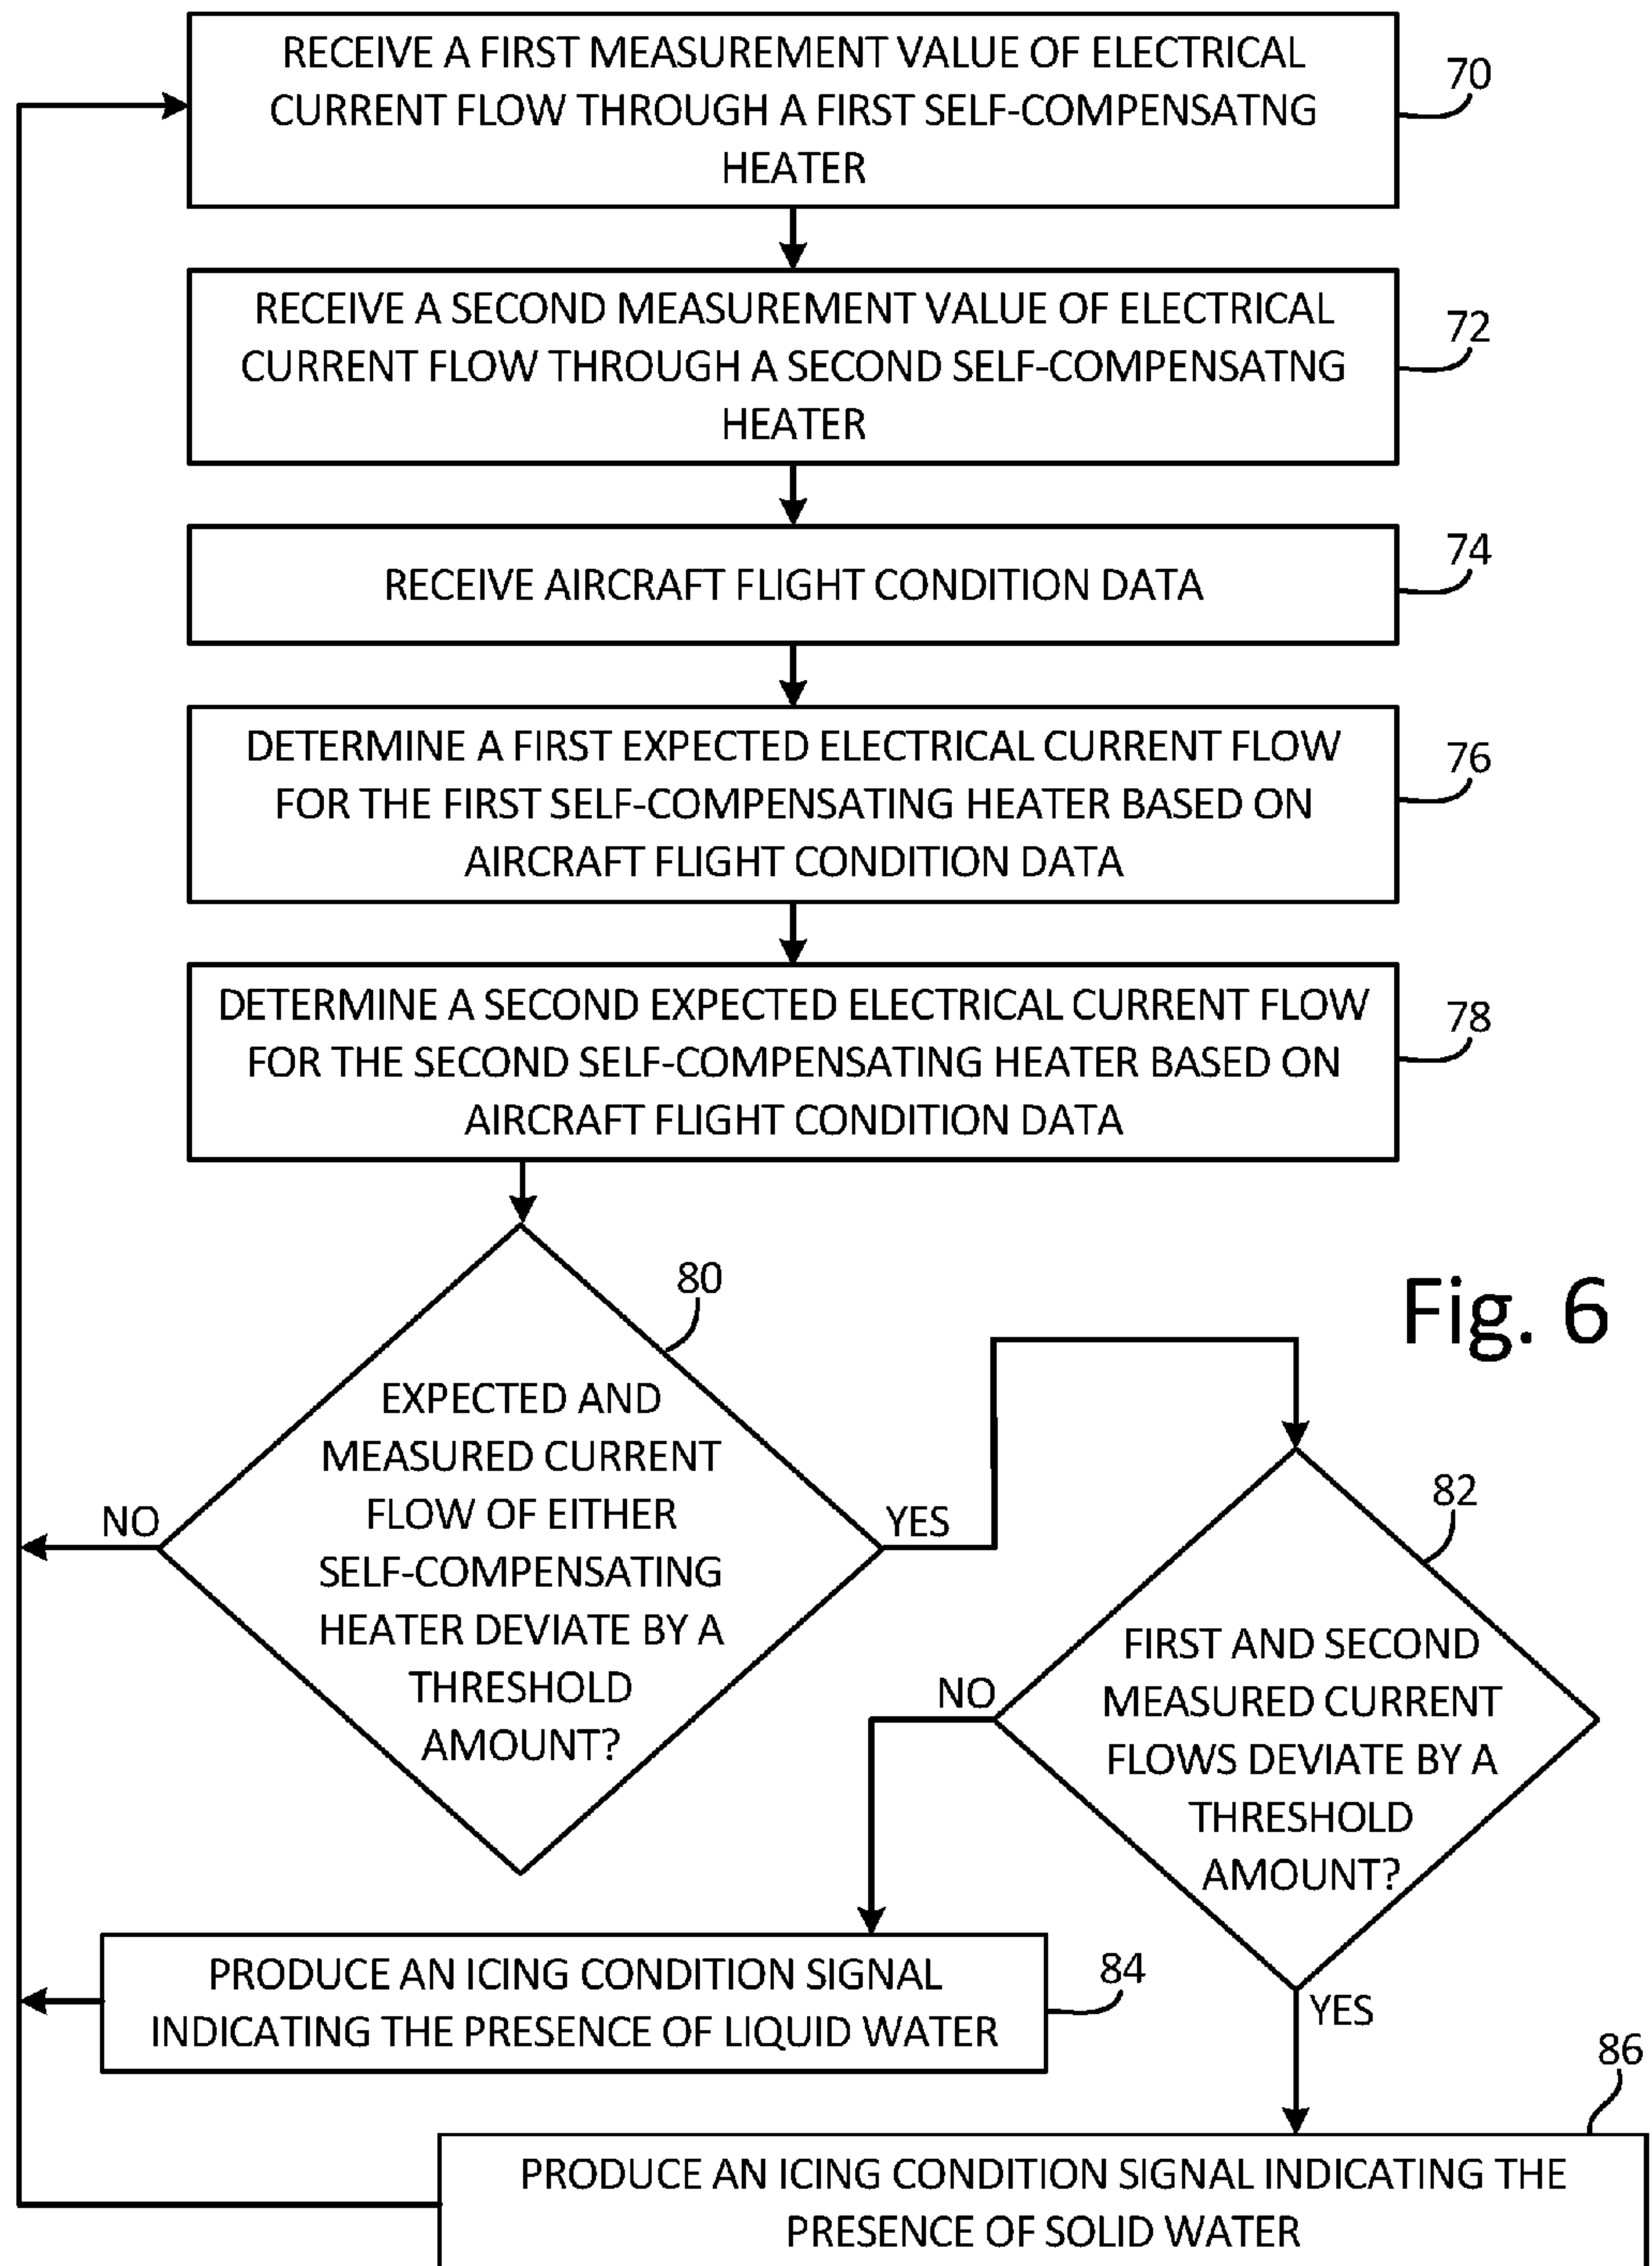 RECEIVE A FIRST MEASUREMENT VALUE OF ELECTRICAL
CURRENT FLOW THROUGH A FIRST SELF-COMPENSATNG
HEATER
70
RECEIVE A SECOND MEASUREMENT VALUE OF ELECTRICAL
CURRENT FLOW THROUGH A SECOND SELF-COMPENSATNG
HEATER
72
RECEIVE AIRCRAFT FLIGHT CONDITION DATA
74
DETERMINE A FIRST EXPECTED ELECTRICAL CURRENT FLOW
FOR THE FIRST SELF-COMPENSATING HEATER BASED ON
AIRCRAFT FLIGHT CONDITION DATA
76
DETERMINE A SECOND EXPECTED ELECTRICAL CURRENT FLOW
FOR THE SECOND SELF-COMPENSATING HEATER BASED ON
AIRCRAFT FLIGHT CONDITION DATA
78
Fig. 6
80
EXPECTED AND
MEASURED CURRENT
FLOW OF EITHER
SELF-COMPENSATING
HEATER DEVIATE BY A
THRESHOLD
AMOUNT?
NO
YES
82
FIRST AND SECOND
MEASURED CURRENT
FLOWS DEVIATE BY A
THRESHOLD
AMOUNT?
NO
YES
PRODUCE AN ICING CONDITION SIGNAL
INDICATING THE PRESENCE OF LIQUID WATER
84
86
PRODUCE AN ICING CONDITION SIGNAL INDICATING THE
PRESENCE OF SOLID WATER